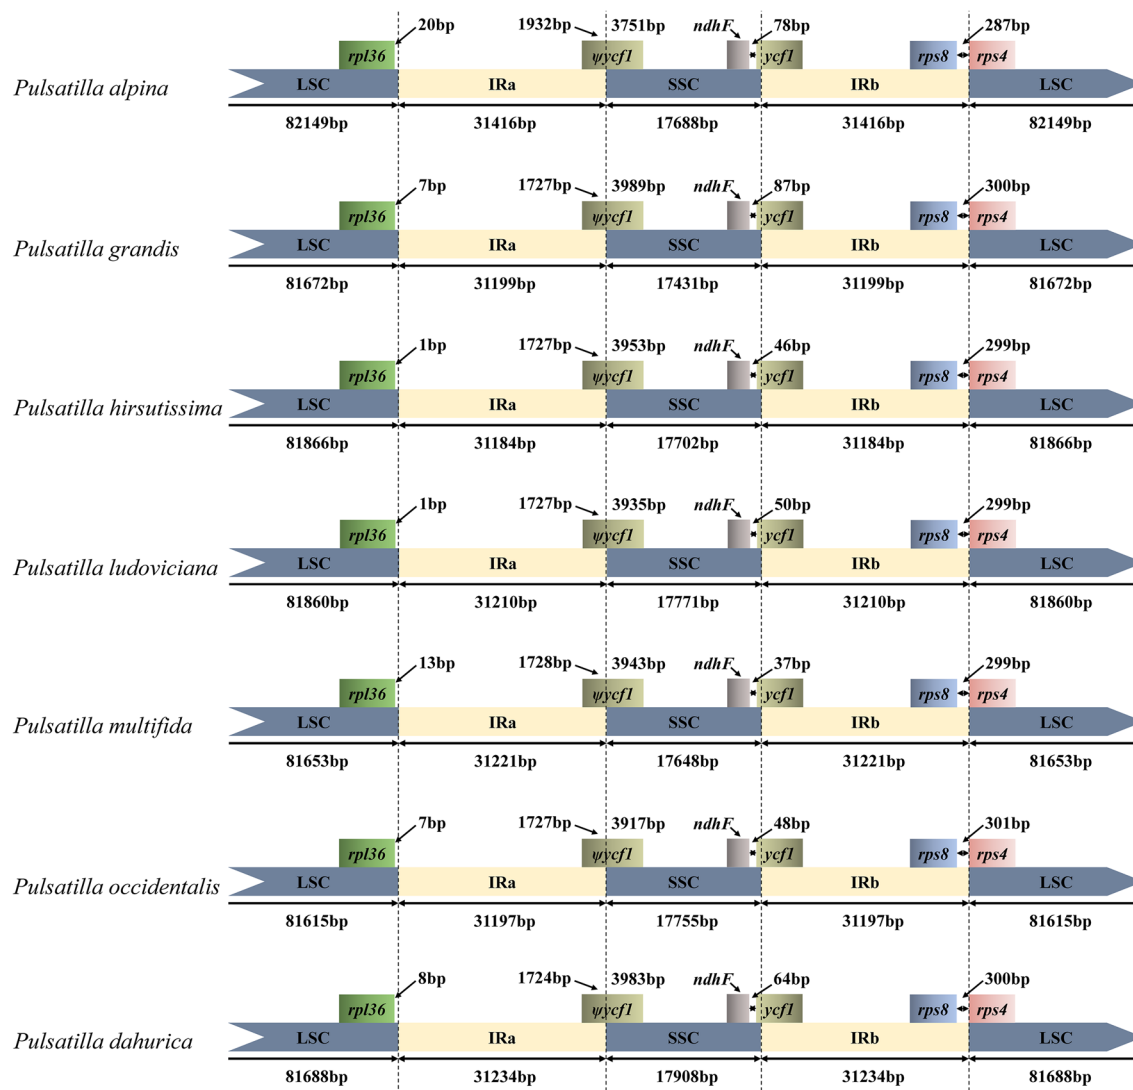 20bp 1932bp 3751bp ndhF 78bp 287bp
rpl36 ψycf1 ycf1 rps8 rps4
Pulsatilla alpina LSC IRa SSC IRb LSC
82149bp 31416bp 17688bp 31416bp 82149bp
7bp 1727bp 3989bp ndhF 87bp 300bp
rpl36 ψycf1 ycf1 rps8 rps4
Pulsatilla grandis LSC IRa SSC IRb LSC
81672bp 31199bp 17431bp 31199bp 81672bp
1bp 1727bp 3953bp ndhF 46bp 299bp
rpl36 ψycf1 ycf1 rps8 rps4
Pulsatilla hirsutissima LSC IRa SSC IRb LSC
81866bp 31184bp 17702bp 31184bp 81866bp
1bp 1727bp 3935bp ndhF 50bp 299bp
rpl36 ψycf1 ycf1 rps8 rps4
Pulsatilla ludoviciana LSC IRa SSC IRb LSC
81860bp 31210bp 17771bp 31210bp 81860bp
13bp 1728bp 3943bp ndhF 37bp 299bp
rpl36 ψycf1 ycf1 rps8 rps4
Pulsatilla multifida LSC IRa SSC IRb LSC
81653bp 31221bp 17648bp 31221bp 81653bp
7bp 1727bp 3917bp ndhF 48bp 301bp
rpl36 ψycf1 ycf1 rps8 rps4
Pulsatilla occidentalis LSC IRa SSC IRb LSC
81615bp 31197bp 17755bp 31197bp 81615bp
8bp 1724bp 3983bp ndhF 64bp 300bp
rpl36 ψycf1 ycf1 rps8 rps4
Pulsatilla dahurica LSC IRa SSC IRb LSC
81688bp 31234bp 17908bp 31234bp 81688bp